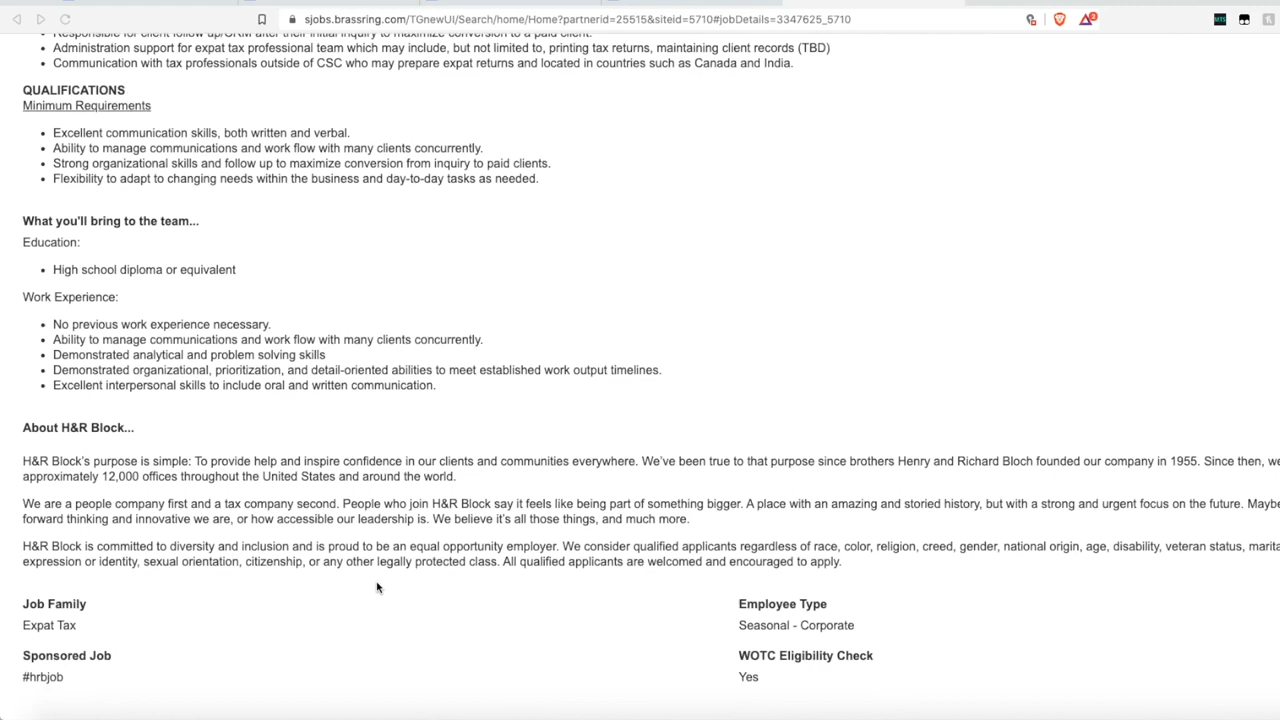 sjobs.brassring.com/TGnewUI/Search/home/Home?partnerid=25515&siteid=5710#jobDetails=3347625_5710
Responsible for client follow up/CRM after their initial inquiry to maximize conversion to a paid client.
• Administration support for expat tax professional team which may include, but not limited to, printing tax returns, maintaining client records (TBD)
• Communication with tax professionals outside of CSC who may prepare expat returns and located in countries such as Canada and India.
QUALIFICATIONS
Minimum Requirements
• Excellent communication skills, both written and verbal.
• Ability to manage communications and work flow with many clients concurrently.
• Strong organizational skills and follow up to maximize conversion from inquiry to paid clients.
• Flexibility to adapt to changing needs within the business and day-to-day tasks as needed.
What you'll bring to the team...
Education:
• High school diploma or equivalent
Work Experience:
• No previous work experience necessary.
• Ability to manage communications and work flow with many clients concurrently.
• Demonstrated analytical and problem solving skills
• Demonstrated organizational, prioritization, and detail-oriented abilities to meet established work output timelines.
• Excellent interpersonal skills to include oral and written communication.
About H&R Block...
H&R Block's purpose is simple: To provide help and inspire confidence in our clients and communities everywhere. We've been true to that purpose since brothers Henry and Richard Bloch founded our company in 1955. Since then, we
approximately 12,000 offices throughout the United States and around the world.
We are a people company first and a tax company second. People who join H&R Block say it feels like being part of something bigger. A place with an amazing and storied history, but with a strong and urgent focus on the future. Maybe
forward thinking and innovative we are, or how accessible our leadership is. We believe it's all those things, and much more.
H&R Block is committed to diversity and inclusion and is proud to be an equal opportunity employer. We consider qualified applicants regardless of race, color, religion, creed, gender, national origin, age, disability, veteran status, marita
expression or identity, sexual orientation, citizenship, or any other legally protected class. All qualified applicants are welcomed and encouraged to apply.
Job Family
Employee Type
Expat Tax
Seasonal - Corporate
Sponsored Job
WOTC Eligibility Check
#hrbjob
Yes